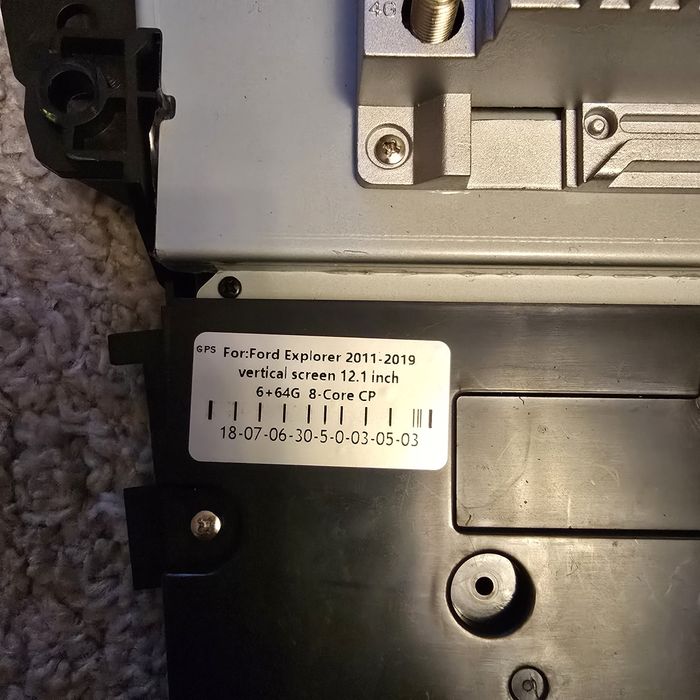 4G
GPS For:Ford Explorer 2011-2019
vertical screen 12.1 inch
6+64G 8-Core CP
18-07-06-30-5-0-03-05-03